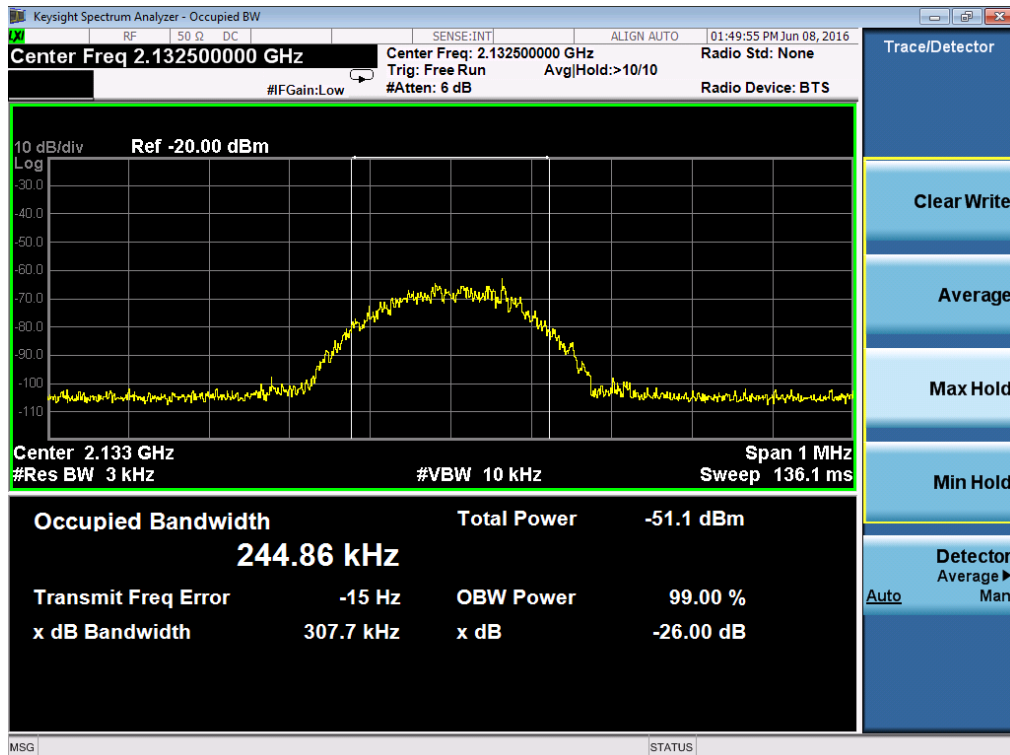 Keysight Spectrum Analyzer - Occupied BW
LXI RF 50 Ω DC SENSE:INT ALIGN AUTO 01:49:55 PM Jun 08, 2016
Center Freq 2.132500000 GHz
Center Freq: 2.132500000 GHz Radio Std: None
Trig: Free Run Avg|Hold:>10/10
#IFGain:Low #Atten: 6 dB Radio Device: BTS
10 dB/div Ref -20.00 dBm
Log
-30.0
-40.0
-50.0
-60.0
-70.0
-80.0
-90.0
-100
-110
Center 2.133 GHz Span 1 MHz
#Res BW 3 kHz #VBW 10 kHz Sweep 136.1 ms
Occupied Bandwidth Total Power -51.1 dBm
244.86 kHz
Transmit Freq Error -15 Hz OBW Power 99.00 %
x dB Bandwidth 307.7 kHz x dB -26.00 dB
MSG STATUS
Trace/Detector
Clear Write
Average
Max Hold
Min Hold
Detector
Average
Auto Man